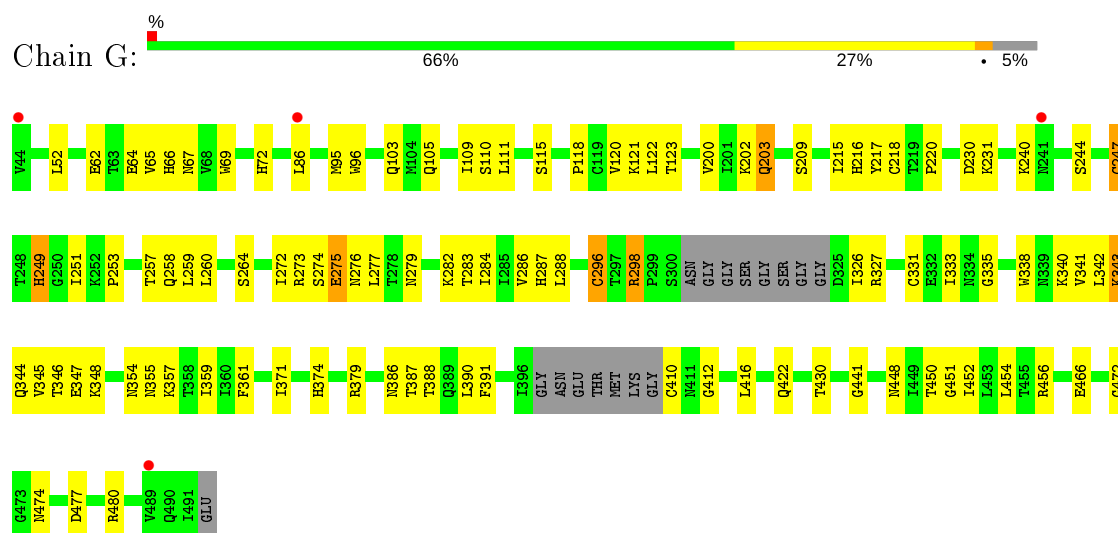 %
Chain G:
66% 27% • 5%
V44 L52 E62 T63 E64 V65 H66 N67 V68 W69 H72 L86 M95 W96 Q103 M104 Q105 I109 S110 L111 S115 P118 C119 V120 K121 L122 T123 V200 I201 K202 Q203 S209 I215 H216 Y217 C218 T219 P220 D230 K231 K240 N241 S244 C247
T248 H249 G250 I251 K252 P253 T257 Q258 L259 L260 S264 I272 R273 S274 E275 N276 L277 T278 N279 K282 T283 I284 I285 V286 H287 L288 C296 T297 R298 P299 S300 ASN GLY GLY SER GLY SER GLY GLY D325 I326 R327 C331 E332 I333 N334 G335 W338 N339 K340 V341 L342 K343
Q344 V345 T346 E347 K348 N354 N355 K357 T358 I359 I360 F361 I371 H374 R379 N386 T387 T388 Q389 L390 F391 I396 GLY ASN GLU THR MET LYS GLY C410 N411 G412 L416 Q422 T430 G441 N448 I449 T450 G451 I452 L453 L454 T455 R456 E466 G472
G473 N474 D477 R480 V489 Q490 I491 GLU